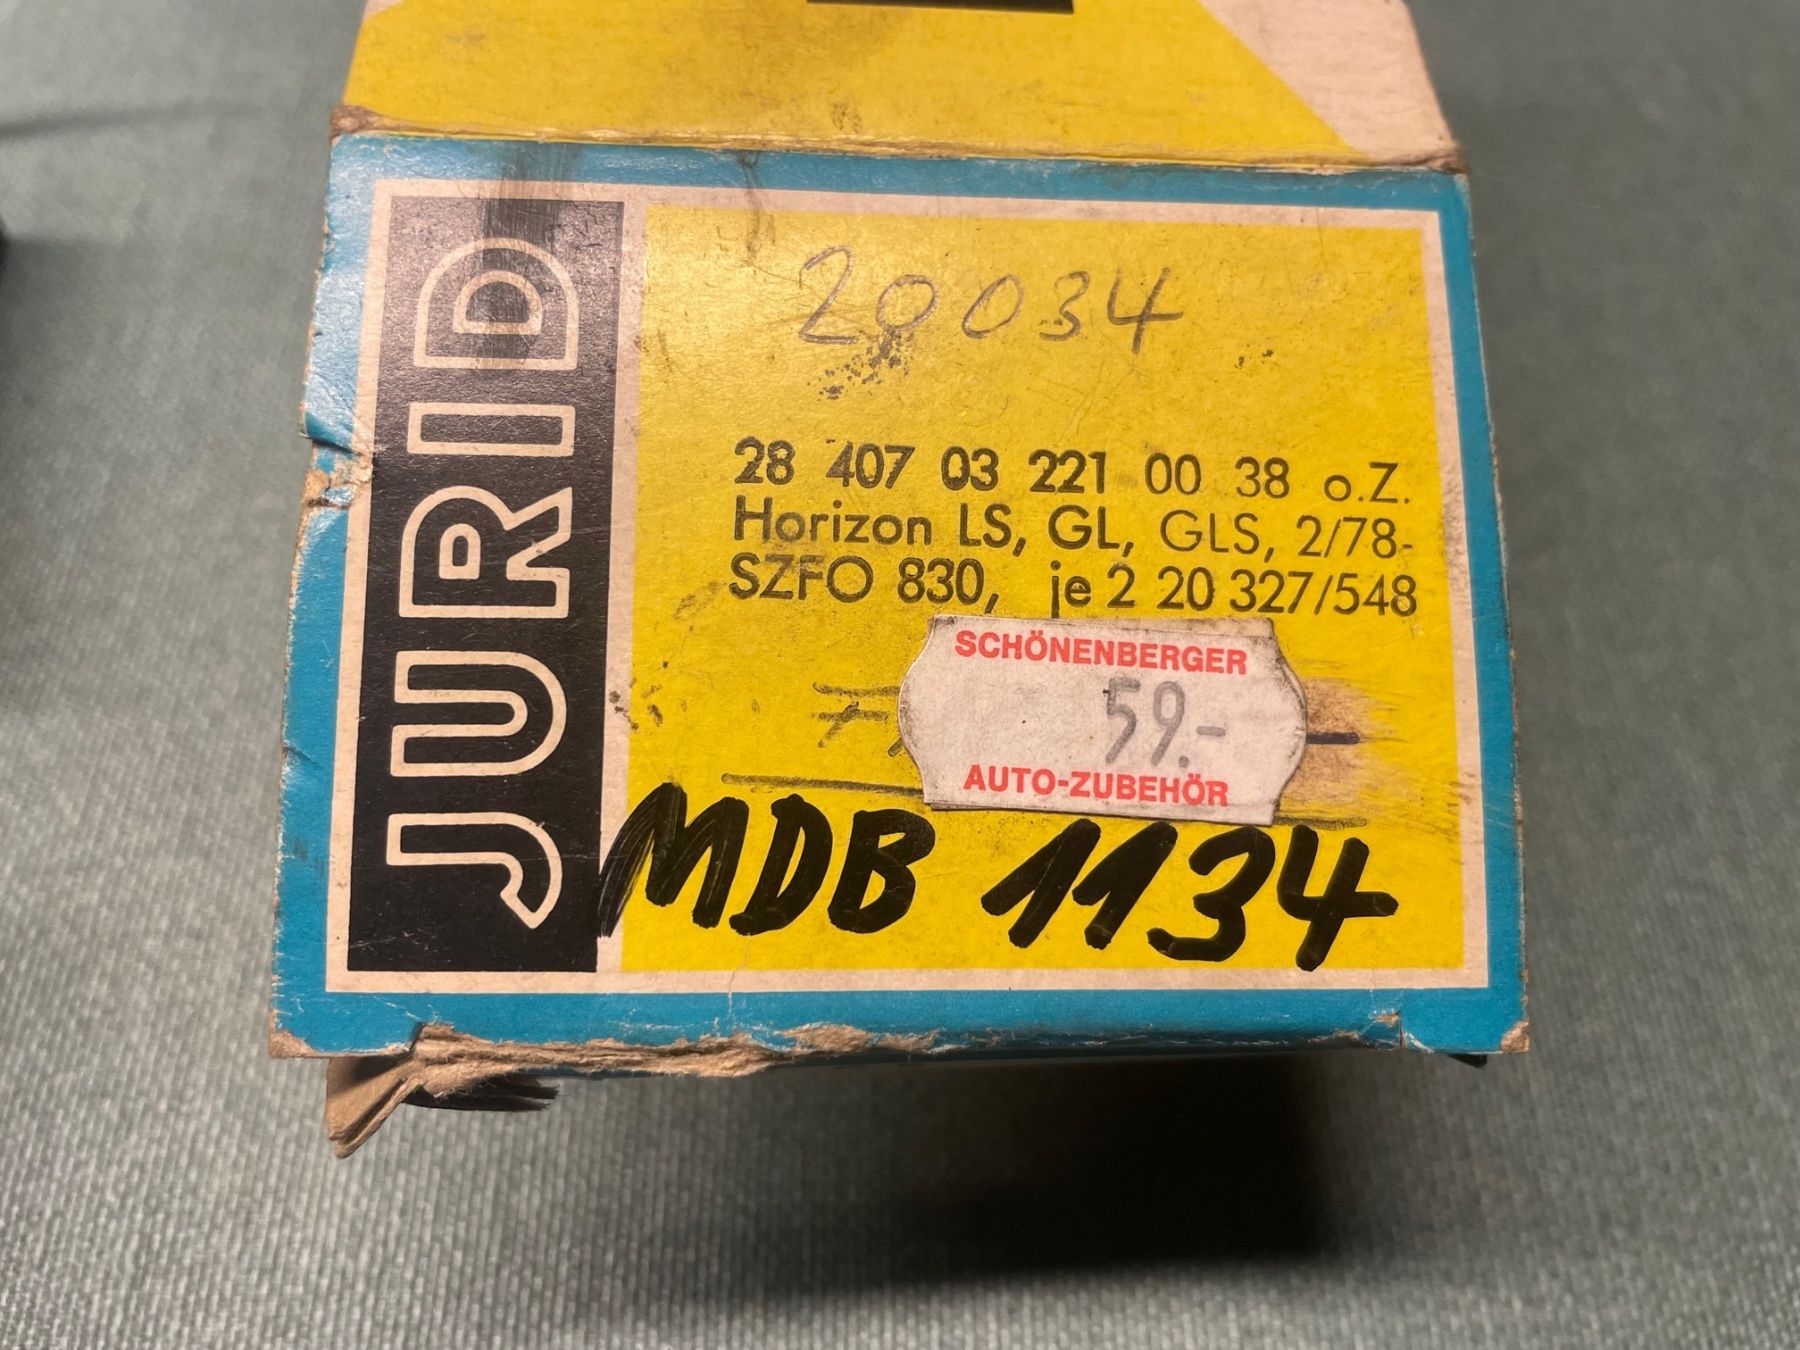 JURID
20034
28 407 03 221 00 38 o.Z.
Horizon LS, GL, GLS, 2/78-
SZFO 830, je 2 20 327/548
SCHÖNENBERGER
59.-
AUTO-ZUBEHÖR
MDB 1134